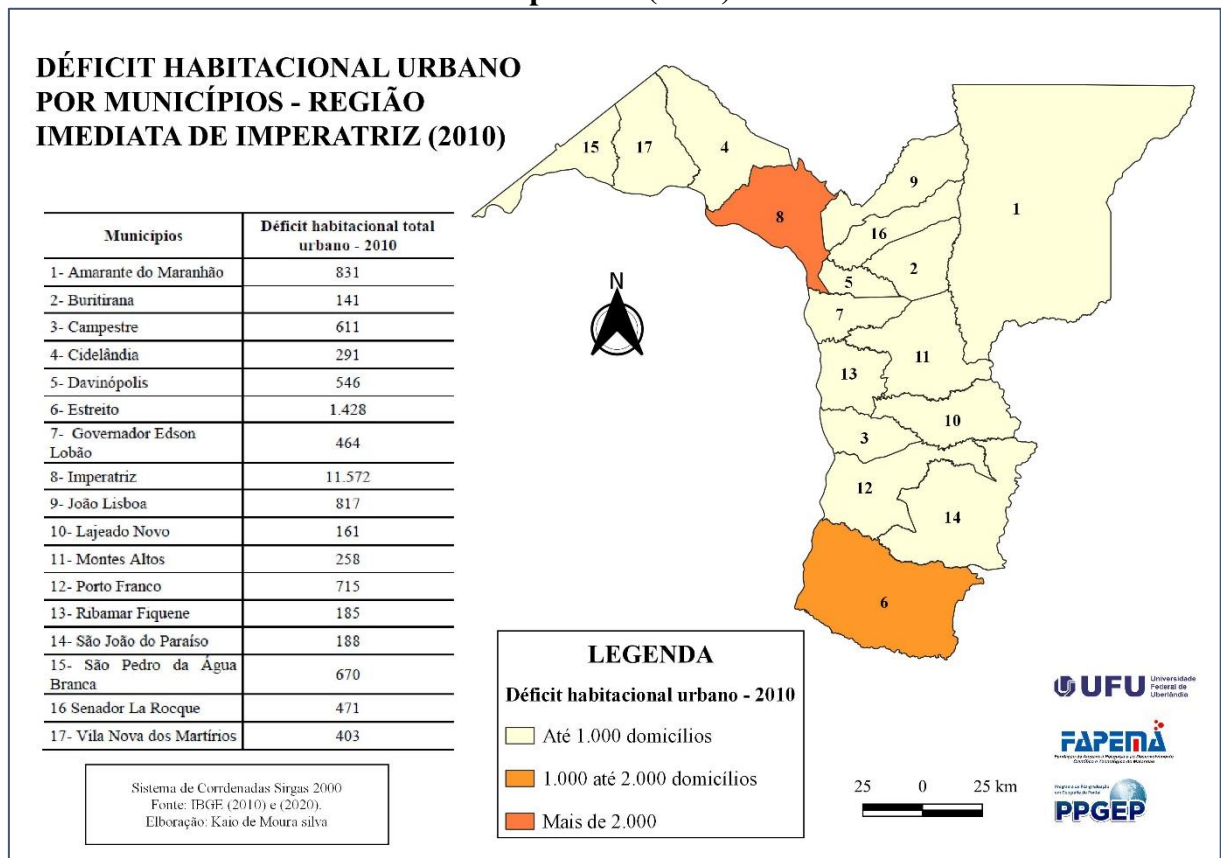 DÉFICIT HABITACIONAL URBANO
POR MUNICÍPIOS - REGIÃO
IMEDIATA DE IMPERATRIZ (2010)
Municípios
Déficit habitacional total
urbano - 2010
1- Amarante do Maranhão 831
2- Buritirana 141
3- Campestre 611
4- Cidelândia 291
5- Davinópolis 546
6- Estreito 1.428
7- Governador Edson
Lobão 464
8- Imperatriz 11.572
9- João Lisboa 817
10- Lajeado Novo 161
11- Montes Altos 258
12- Porto Franco 715
13- Ribamar Fiquene 185
14- São João do Paraíso 188
15- São Pedro da Água
Branca 670
16 Senador La Rocque 471
17- Vila Nova dos Martírios 403
Sistema de Corrdenadas Sirgas 2000
Fonte: IBGE (2010) e (2020).
Elboração: Kaio de Moura silva
15
17
4
8
9
16
2
1
5
7
11
13
10
3
12
14
6
N
LEGENDA
Déficit habitacional urbano - 2010
Até 1.000 domicílios
1.000 até 2.000 domicílios
Mais de 2.000
25 0 25 km
UFU Universidade
Federal de
Uberlândia
FAPEMA
PPGEP